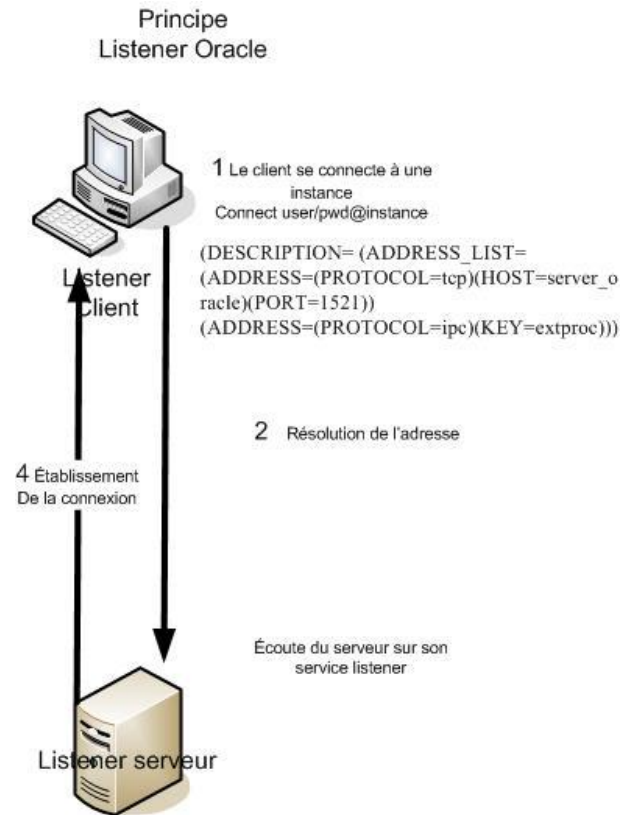 Principe
Listener Oracle
1 Le client se connecte à une
instance
Connect user/pwd@instance
(DESCRIPTION= (ADDRESS_LIST=
(ADDRESS=(PROTOCOL=tcp)(HOST=server_o
racle)(PORT=1521))
(ADDRESS=(PROTOCOL=ipc)(KEY=extproc)))
Listener
Client
2 Résolution de l'adresse
4 Établissement
De la connexion
Écoute du serveur sur son
service listener
Listener serveur